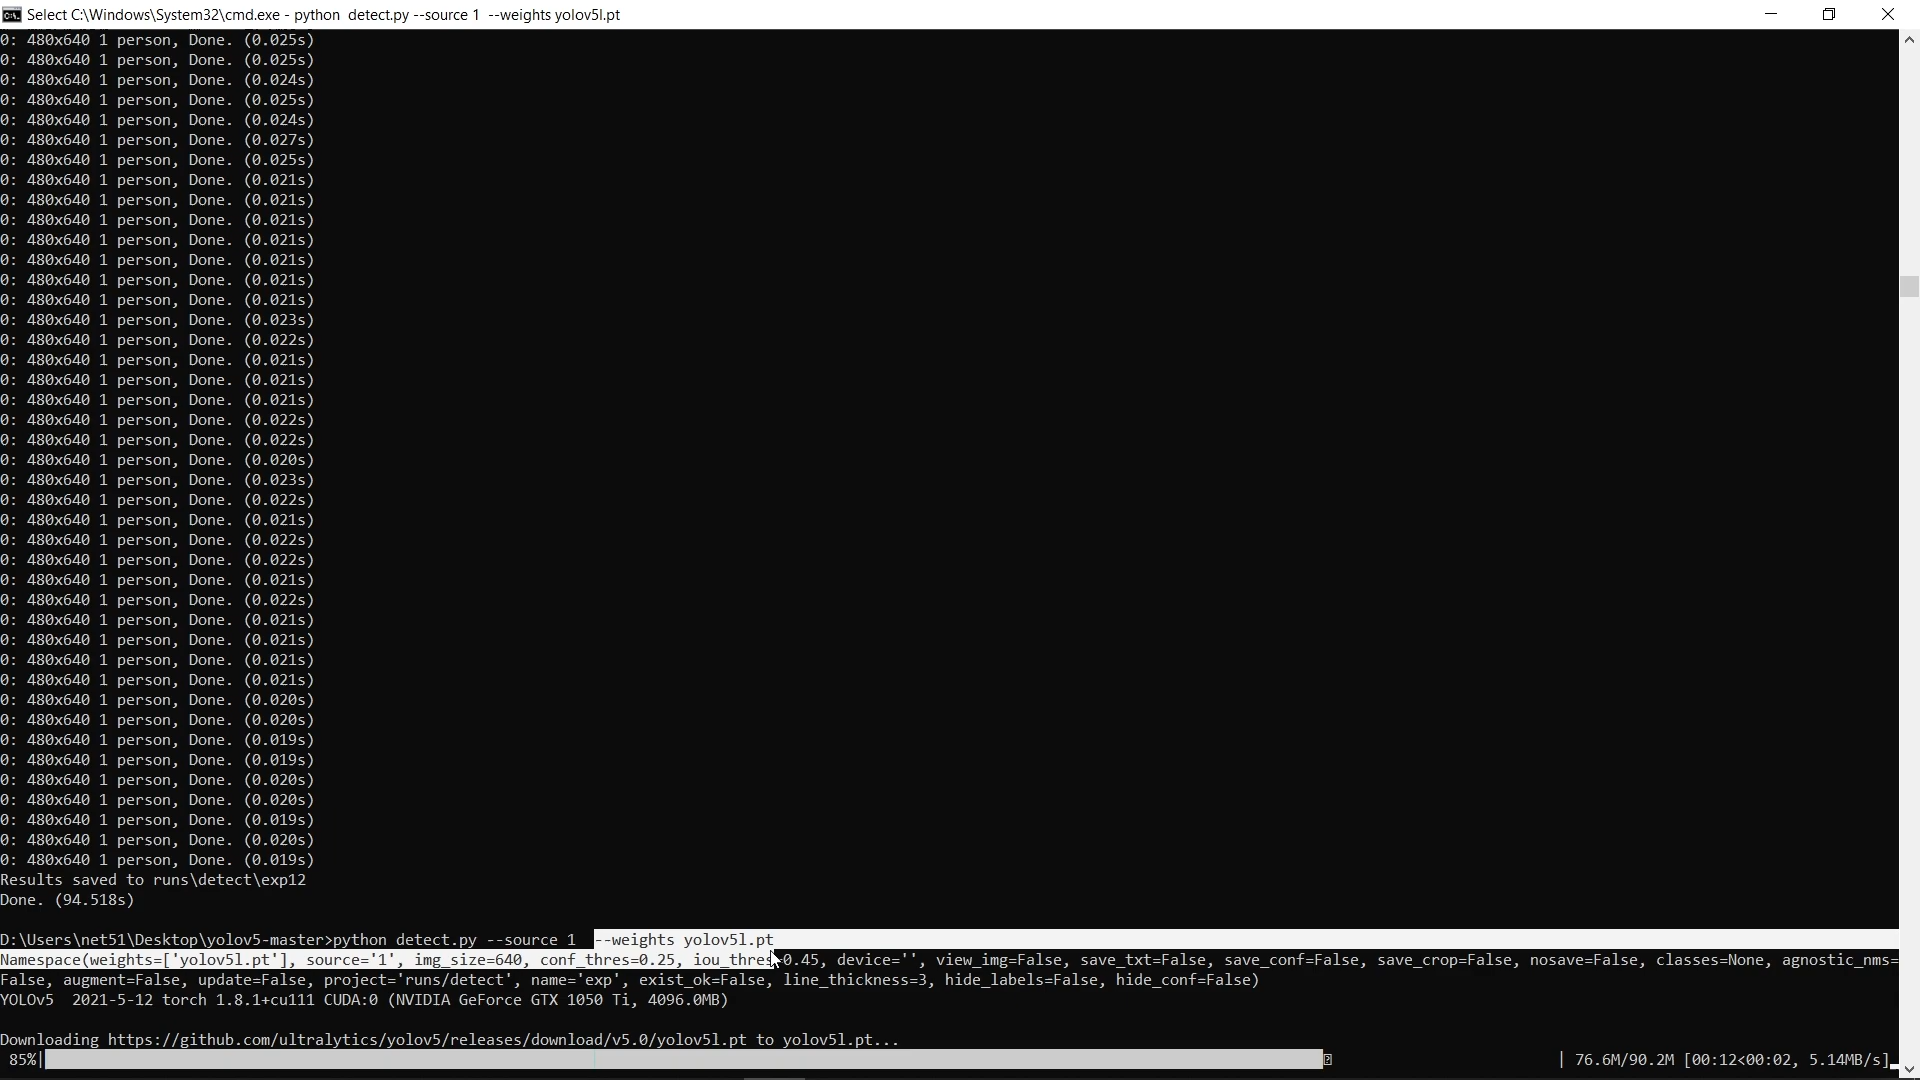 Select C:\Windows\System32\cmd.exe - python  detect.py --source 1  --weights yolov5l.pt
0: 480x640 1 person, Done. (0.025s)
0: 480x640 1 person, Done. (0.025s)
0: 480x640 1 person, Done. (0.024s)
0: 480x640 1 person, Done. (0.025s)
0: 480x640 1 person, Done. (0.024s)
0: 480x640 1 person, Done. (0.027s)
0: 480x640 1 person, Done. (0.025s)
0: 480x640 1 person, Done. (0.021s)
0: 480x640 1 person, Done. (0.021s)
0: 480x640 1 person, Done. (0.021s)
0: 480x640 1 person, Done. (0.021s)
0: 480x640 1 person, Done. (0.021s)
0: 480x640 1 person, Done. (0.021s)
0: 480x640 1 person, Done. (0.021s)
0: 480x640 1 person, Done. (0.023s)
0: 480x640 1 person, Done. (0.022s)
0: 480x640 1 person, Done. (0.021s)
0: 480x640 1 person, Done. (0.021s)
0: 480x640 1 person, Done. (0.021s)
0: 480x640 1 person, Done. (0.022s)
0: 480x640 1 person, Done. (0.022s)
0: 480x640 1 person, Done. (0.020s)
0: 480x640 1 person, Done. (0.023s)
0: 480x640 1 person, Done. (0.022s)
0: 480x640 1 person, Done. (0.021s)
0: 480x640 1 person, Done. (0.022s)
0: 480x640 1 person, Done. (0.022s)
0: 480x640 1 person, Done. (0.021s)
0: 480x640 1 person, Done. (0.022s)
0: 480x640 1 person, Done. (0.021s)
0: 480x640 1 person, Done. (0.021s)
0: 480x640 1 person, Done. (0.021s)
0: 480x640 1 person, Done. (0.021s)
0: 480x640 1 person, Done. (0.020s)
0: 480x640 1 person, Done. (0.020s)
0: 480x640 1 person, Done. (0.019s)
0: 480x640 1 person, Done. (0.019s)
0: 480x640 1 person, Done. (0.020s)
0: 480x640 1 person, Done. (0.020s)
0: 480x640 1 person, Done. (0.019s)
0: 480x640 1 person, Done. (0.020s)
0: 480x640 1 person, Done. (0.019s)
Results saved to runs\detect\exp12
Done. (94.518s)
D:\Users\net51\Desktop\yolov5-master>python detect.py --source 1  --weights yolov5l.pt
Namespace(weights=['yolov5l.pt'], source='1', img_size=640, conf_thres=0.25, iou_thres=0.45, device='', view_img=False, save_txt=False, save_conf=False, save_crop=False, nosave=False, classes=None, agnostic_nms=
False, augment=False, update=False, project='runs/detect', name='exp', exist_ok=False, line_thickness=3, hide_labels=False, hide_conf=False)
YOLOv5  2021-5-12 torch 1.8.1+cu111 CUDA:0 (NVIDIA GeForce GTX 1050 Ti, 4096.0MB)
Downloading https://github.com/ultralytics/yolov5/releases/download/v5.0/yolov5l.pt to yolov5l.pt...
85%| | 76.6M/90.2M [00:12<00:02, 5.14MB/s]